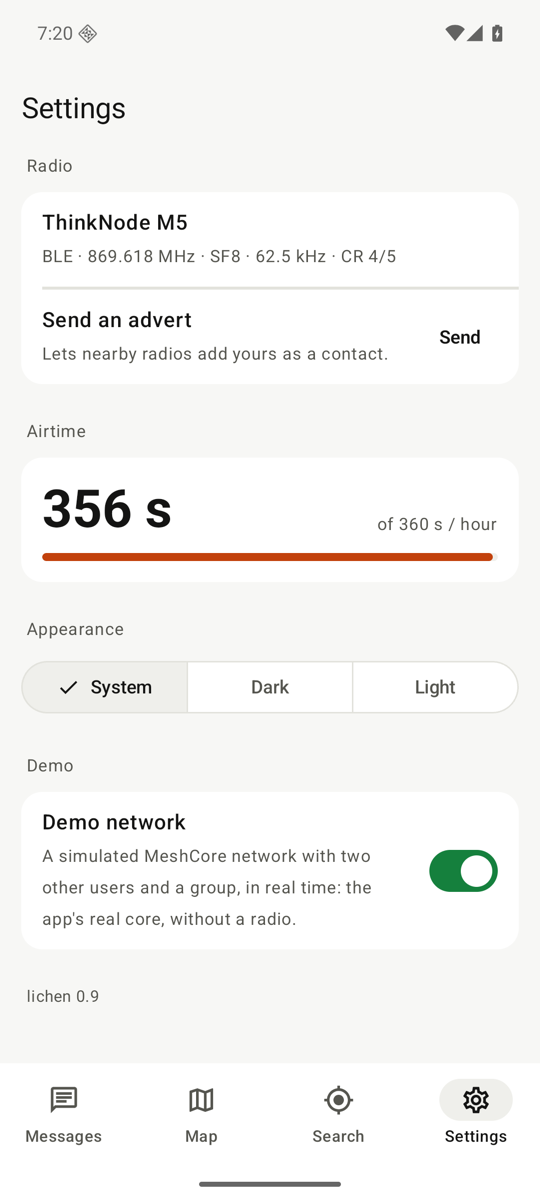 7:20
Settings
Radio
ThinkNode M5
BLE · 869.618 MHz · SF8 · 62.5 kHz · CR 4/5
Send an advert
Lets nearby radios add yours as a contact.
Send
Airtime
356 s
of 360 s / hour
Appearance
System
Dark
Light
Demo
Demo network
A simulated MeshCore network with two
other users and a group, in real time: the
app's real core, without a radio.
lichen 0.9
Messages
Map
Search
Settings